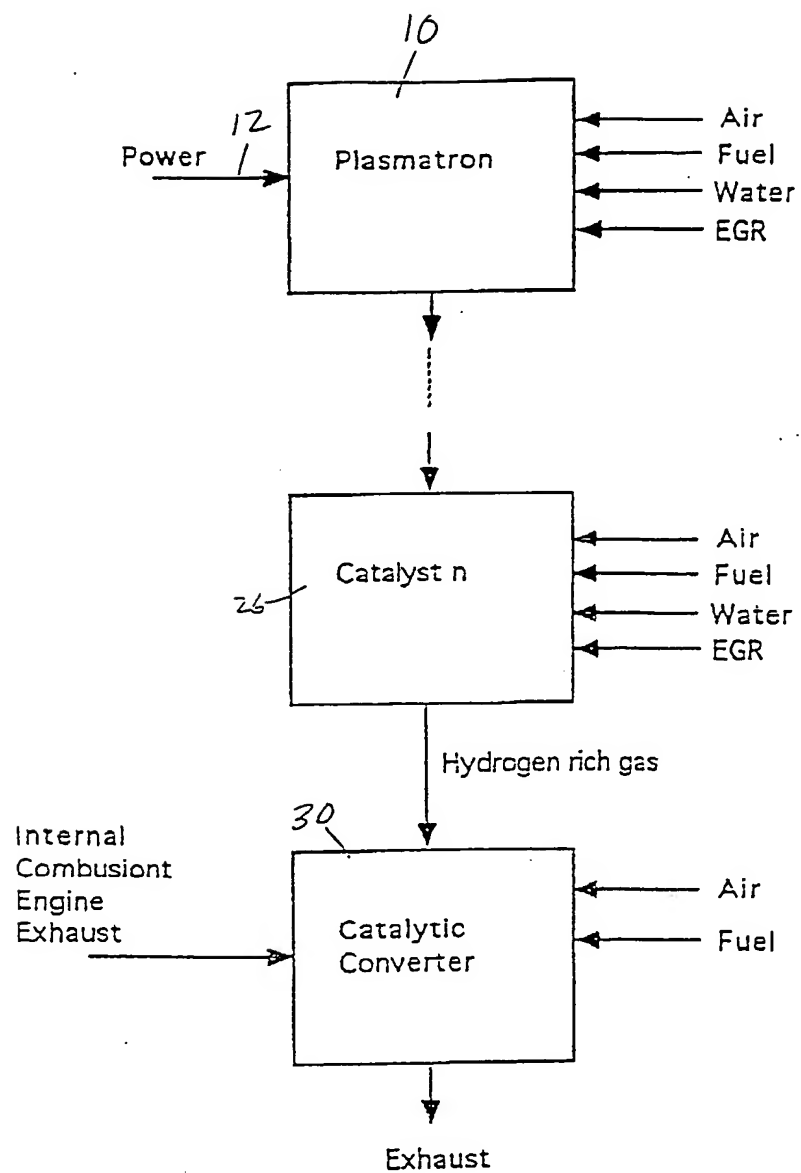 10
12
Power
Plasmatron
Air
Fuel
Water
EGR
26
Catalyst n
Air
Fuel
Water
EGR
Hydrogen rich gas
30
Internal
Combusiont
Engine
Exhaust
Catalytic
Converter
Air
Fuel
Exhaust